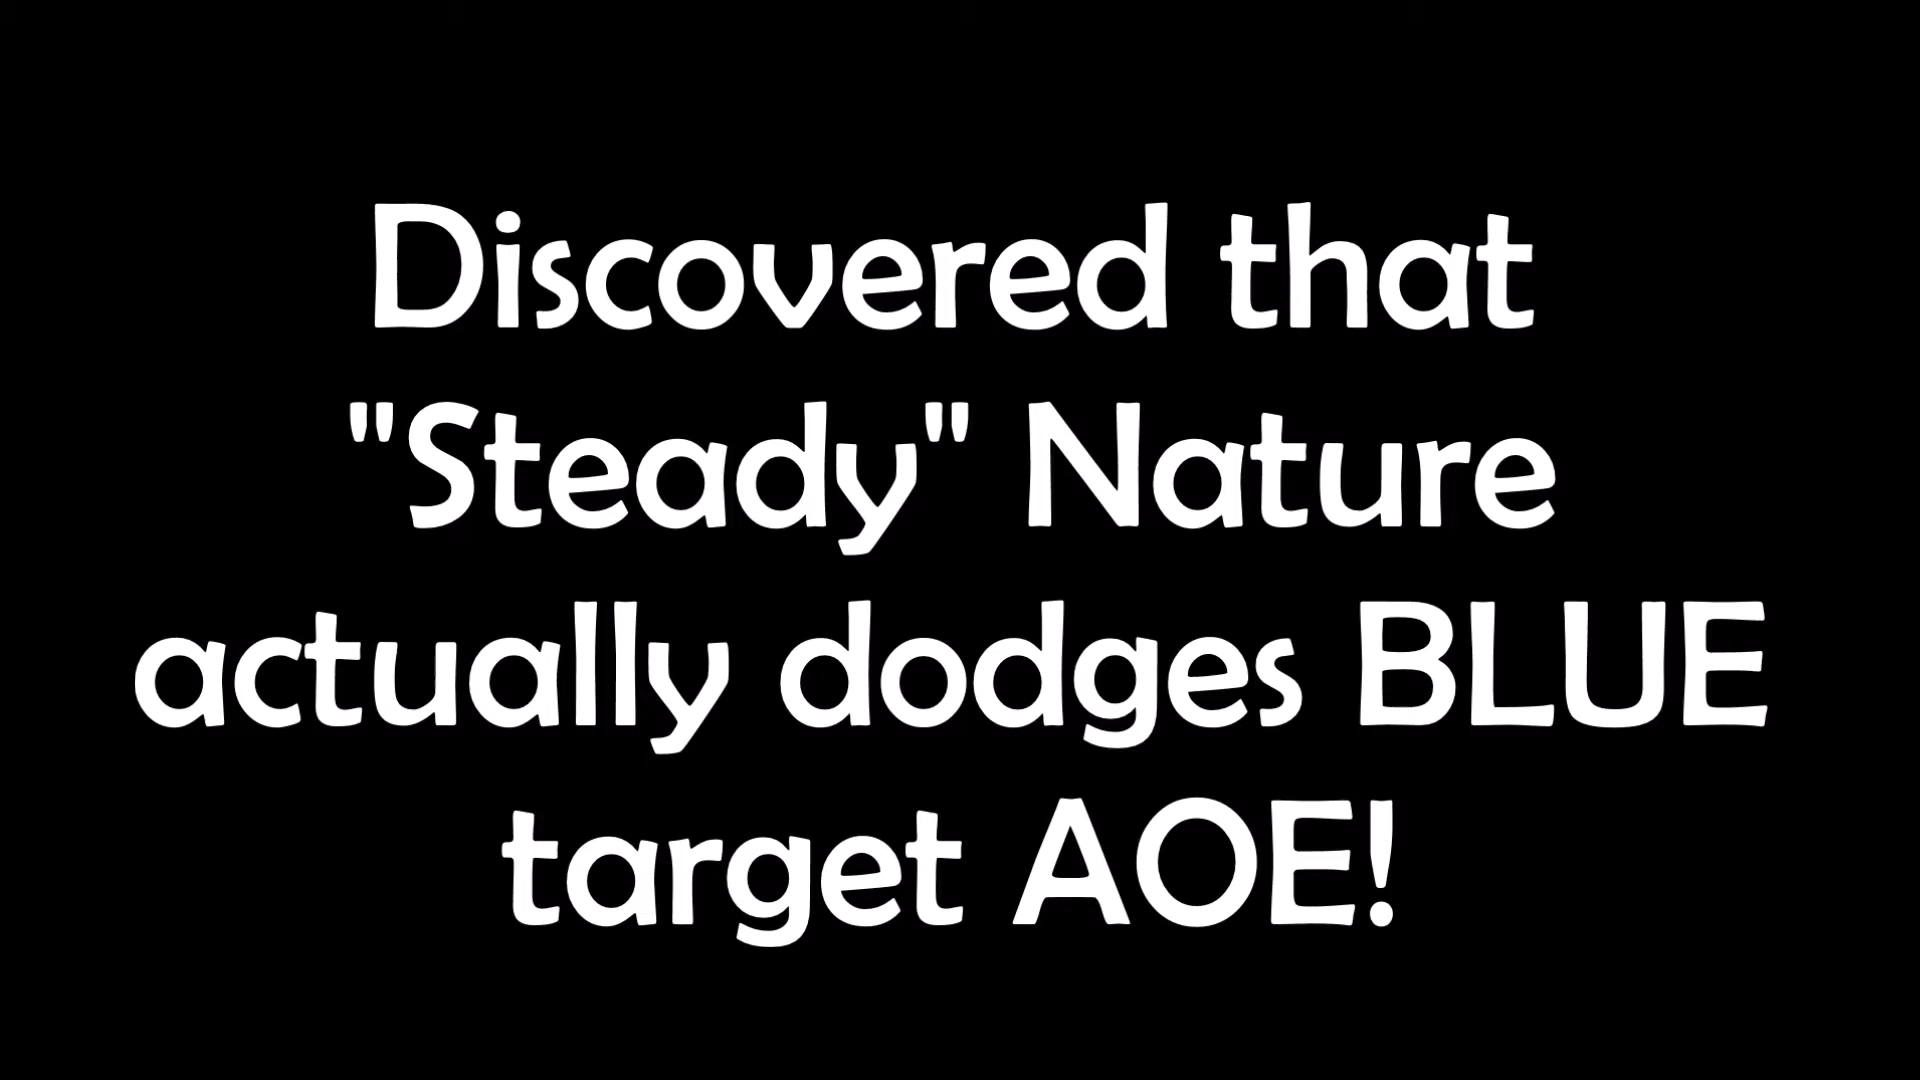 Discovered that
"Steady" Nature
actually dodges BLUE
target AOE!